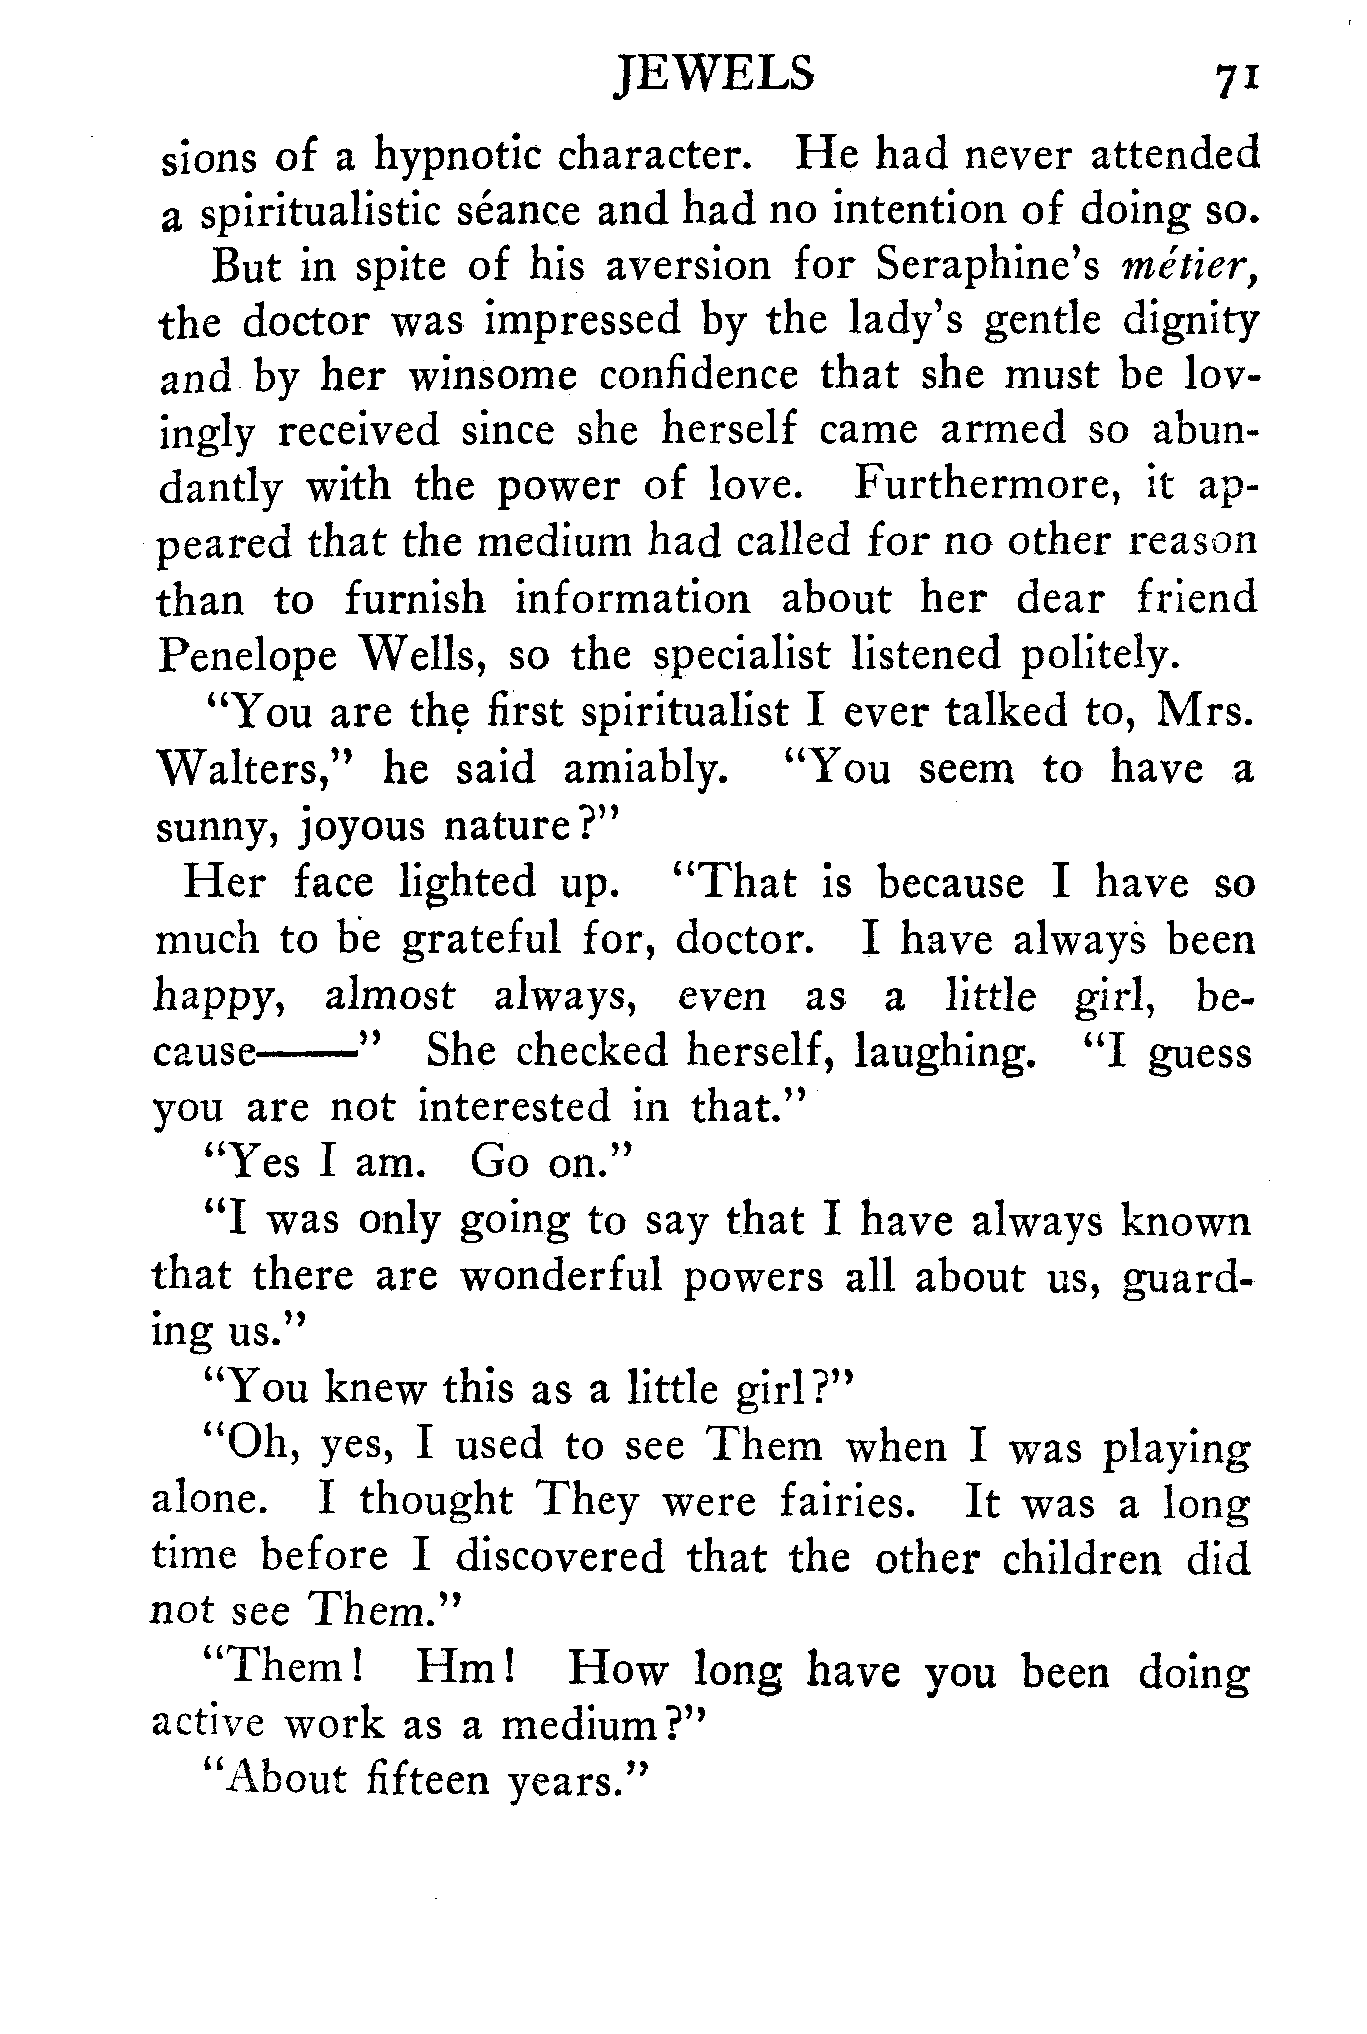 JEWELS 71
sions of a hypnotic character. He had never attended
a spiritualistic séance and had no intention of doing so.
But in spite of his aversion for Seraphine's métier,
the doctor was impressed by the lady's gentle dignity
and by her winsome confidence that she must be lov-
ingly received since she herself came armed so abun-
dantly with the power of love. Furthermore, it ap-
peared that the medium had called for no other reason
than to furnish information about her dear friend
Penelope Wells, so the specialist listened politely.
"You are the first spiritualist I ever talked to, Mrs.
Walters," he said amiably. "You seem to have a
sunny, joyous nature?"
Her face lighted up. "That is because I have so
much to be grateful for, doctor. I have always been
happy, almost always, even as a little girl, be-
cause——" She checked herself, laughing. "I guess
you are not interested in that."
"Yes I am. Go on."
"I was only going to say that I have always known
that there are wonderful powers all about us, guard-
ing us."
"You knew this as a little girl?"
"Oh, yes, I used to see Them when I was playing
alone. I thought They were fairies. It was a long
time before I discovered that the other children did
not see Them."
"Them! Hm! How long have you been doing
active work as a medium?"
"About fifteen years."